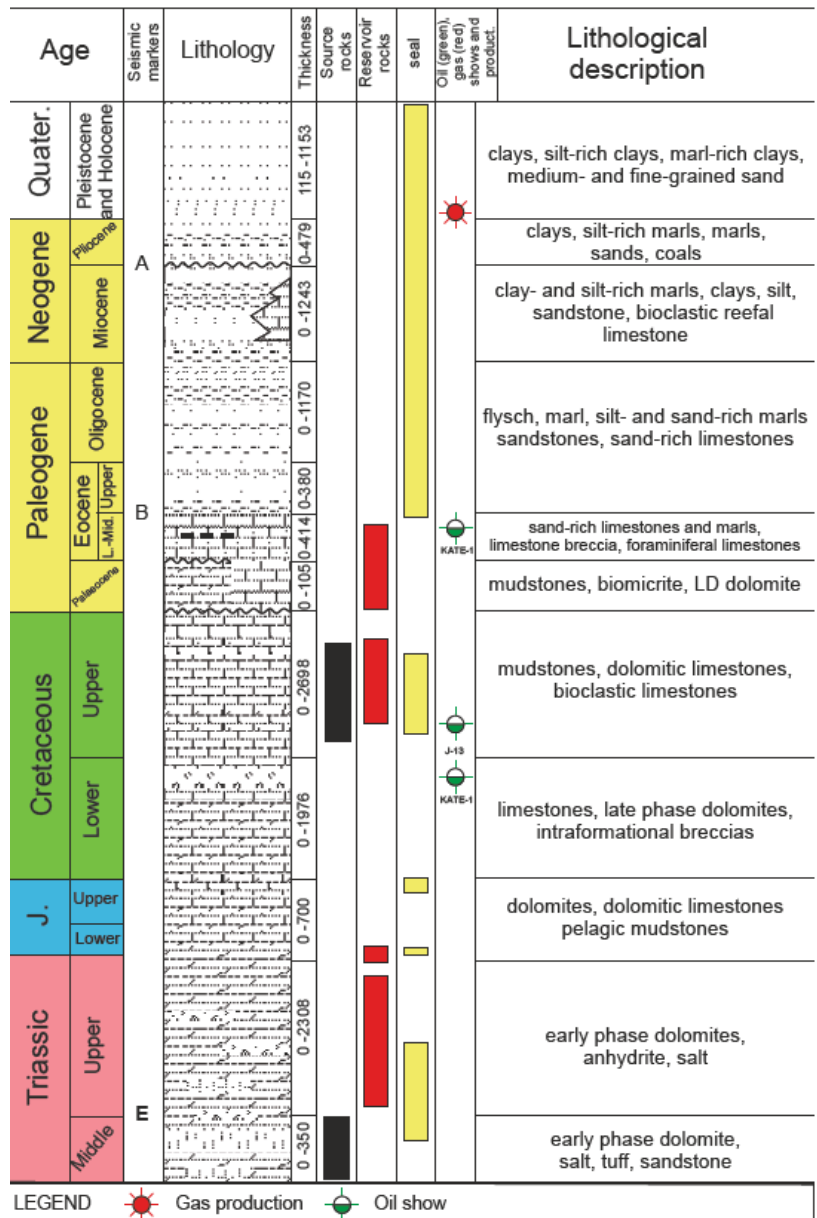 Age
Seismic
markers
Lithology
Thickness
Source
rocks
Reservoir
rocks
seal
Oil (green),
gas (red)
shows and
product.
Lithological
description
Quater.
Pleistocene
and Holocene
115 -1153
clays, silt-rich clays, marl-rich clays,
medium- and fine-grained sand
Neogene
Pliocene
A
0-479
clays, silt-rich marls, marls,
sands, coals
Miocene
0 -1243
clay- and silt-rich marls, clays, silt,
sandstone, bioclastic reefal
limestone
Paleogene
Oligocene
0 -1170
flysch, marl, silt- and sand-rich marls
sandstones, sand-rich limestones
Eocene
Upper
0-380
B
L.-Mid.
0-414
KATE-1
sand-rich limestones and marls,
limestone breccia, foraminiferal limestones
Palaeocene
0 -105
mudstones, biomicrite, LD dolomite
Cretaceous
Upper
0 -2698
J-13
mudstones, dolomitic limestones,
bioclastic limestones
Lower
0 -1976
KATE-1
limestones, late phase dolomites,
intraformational breccias
J.
Upper
Lower
0 -700
dolomites, dolomitic limestones
pelagic mudstones
Triassic
Upper
0 -2308
early phase dolomites,
anhydrite, salt
E
Middle
0 -350
early phase dolomite,
salt, tuff, sandstone
LEGEND
Gas production
Oil show